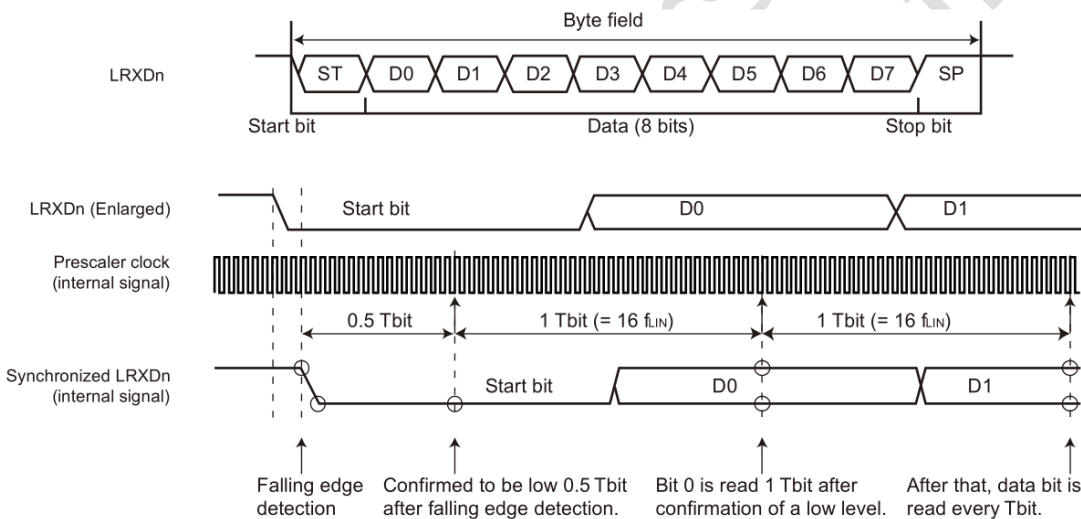 Byte field
LRXDn
ST D0 D1 D2 D3 D4 D5 D6 D7 SP
Start bit Data (8 bits) Stop bit
LRXDn (Enlarged) Start bit D0 D1
Prescaler clock
(internal signal)
0.5 Tbit 1 Tbit (= 16 fLIN) 1 Tbit (= 16 fLIN)
Synchronized LRXDn
(internal signal)
Start bit D0 D1
Falling edge
detection
Confirmed to be low 0.5 Tbit
after falling edge detection.
Bit 0 is read 1 Tbit after
confirmation of a low level.
After that, data bit is
read every Tbit.